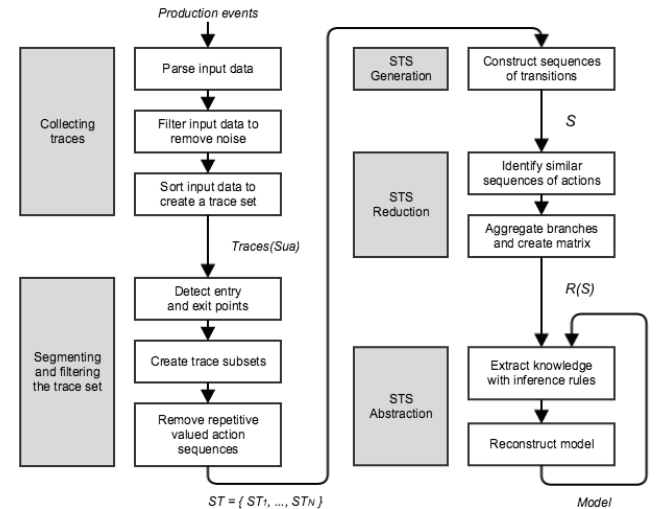 Production events
Collecting
traces
Parse input data
Filter input data to
remove noise
Sort input data to
create a trace set
Traces(Sua)
Segmenting
and filtering
the trace set
Detect entry
and exit points
Create trace subsets
Remove repetitive
valued action
sequences
ST = { ST1, ..., STN }
STS
Generation
Construct sequences
of transitions
S
STS
Reduction
Identify similar
sequences of actions
Aggregate branches
and create matrix
R(S)
STS
Abstraction
Extract knowledge
with inference rules
Reconstruct model
Model